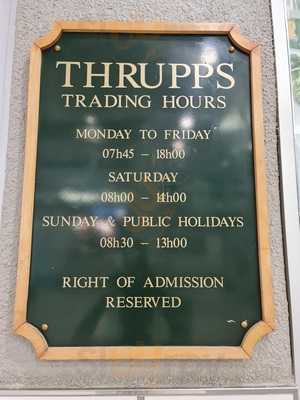 THRUPPS
TRADING HOURS
MONDAY TO FRIDAY
07h45 – 18h00
SATURDAY
08h00 – 14h00
SUNDAY & PUBLIC HOLIDAYS
08h30 – 13h00
RIGHT OF ADMISSION
RESERVED